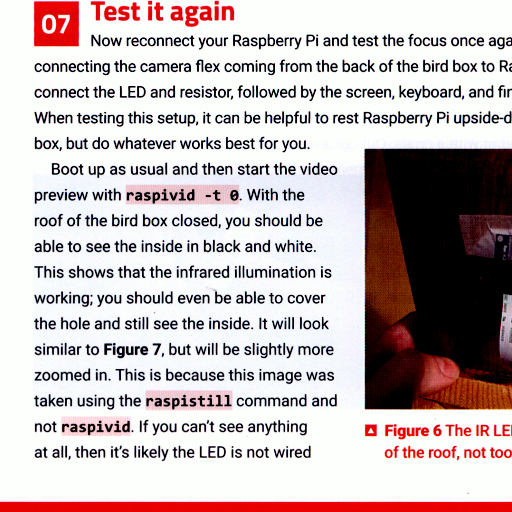 07
Test it again
Now reconnect your Raspberry Pi and test the focus once aga
connecting the camera flex coming from the back of the bird box to Ra
connect the LED and resistor, followed by the screen, keyboard, and fi
When testing this setup, it can be helpful to rest Raspberry Pi upside-d
box, but do whatever works best for you.
Boot up as usual and then start the video
preview with raspivid -t 0. With the
roof of the bird box closed, you should be
able to see the inside in black and white.
This shows that the infrared illumination is
working; you should even be able to cover
the hole and still see the inside. It will look
similar to Figure 7, but will be slightly more
zoomed in. This is because this image was
taken using the raspistill command and
not raspivid. If you can't see anything
at all, then it's likely the LED is not wired
Figure 6 The IR LE
of the roof, not too